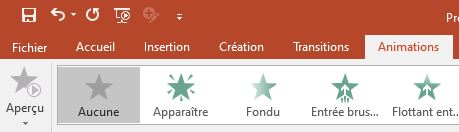 Pr
Fichier Accueil Insertion Création Transitions Animations
Aperçu Aucune Apparaître Fondu Entrée brus... Flottant ent...